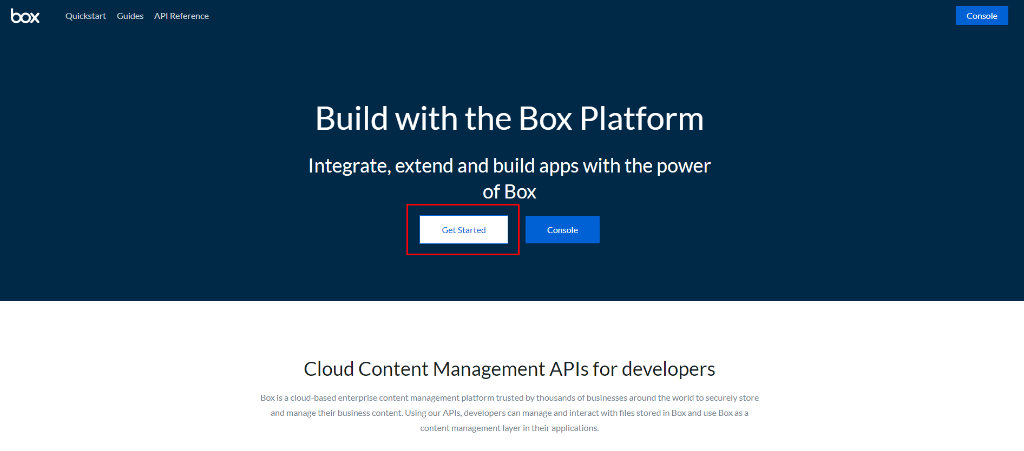 box Quickstart Guides API Reference Console
Build with the Box Platform
Integrate, extend and build apps with the power
of Box
Get Started Console
Cloud Content Management APIs for developers
Box is a cloud-based enterprise content management platform trusted by thousands of businesses around the world to securely store
and manage their business content. Using our APIs, developers can manage and interact with files stored in Box and use Box as a
content management layer in their applications.